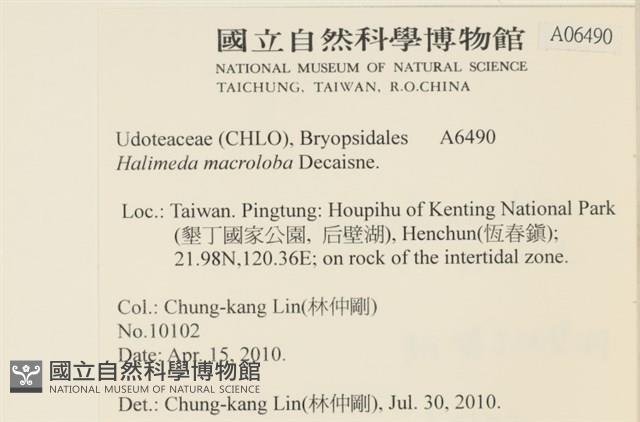 國立自然科學博物館 A06490
NATIONAL MUSEUM OF NATURAL SCIENCE
TAICHUNG, TAIWAN, R.O.CHINA
Udoteaceae (CHLO), Bryopsidales A6490
Halimeda macroloba Decaisne.
Loc.: Taiwan. Pingtung: Houpihu of Kenting National Park
(墾丁國家公園, 后壁湖), Henchun(恆春鎮);
21.98N,120.36E; on rock of the intertidal zone.
Col.: Chung-kang Lin(林仲剛)
No.10102
Date: Apr. 15, 2010.
國立自然科學博物館
NATIONAL MUSEUM OF NATURAL SCIENCE
Det.: Chung-kang Lin(林仲剛), Jul. 30, 2010.